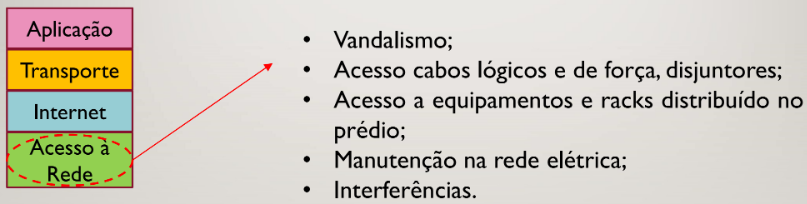 Aplicação
Transporte
Internet
Acesso à
Rede
• Vandalismo;
• Acesso cabos lógicos e de força, disjuntores;
• Acesso a equipamentos e racks distribuído no
prédio;
• Manutenção na rede elétrica;
• Interferências.